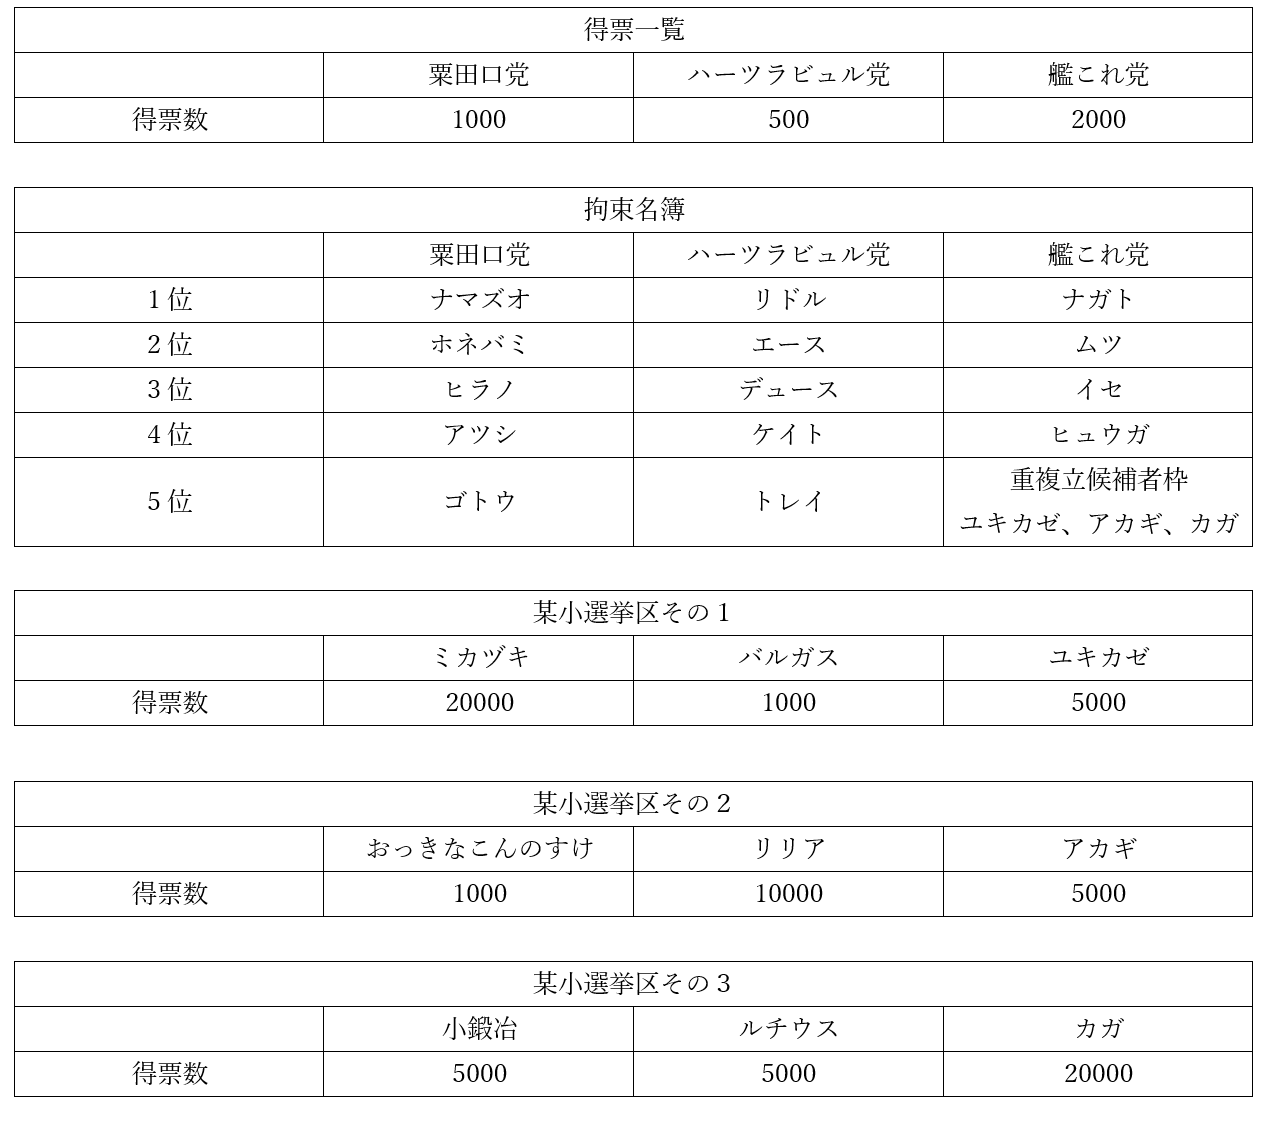 得票一覧
粟田口党 ハーツラビュル党 艦これ党
得票数 1000 500 2000
拘束名簿
粟田口党 ハーツラビュル党 艦これ党
1 位 ナマズオ リドル ナガト
2 位 ホネバミ エース ムツ
3 位 ヒラノ デュース イセ
4 位 アツシ ケイト ヒュウガ
5 位 ゴトウ トレイ 重複立候補者枠
ユキカゼ、アカギ、カガ
某小選挙区その 1
ミカヅキ バルガス ユキカゼ
得票数 20000 1000 5000
某小選挙区その 2
おっきなこんのすけ リリア アカギ
得票数 1000 10000 5000
某小選挙区その 3
小鍛冶 ルチウス カガ
得票数 5000 5000 20000